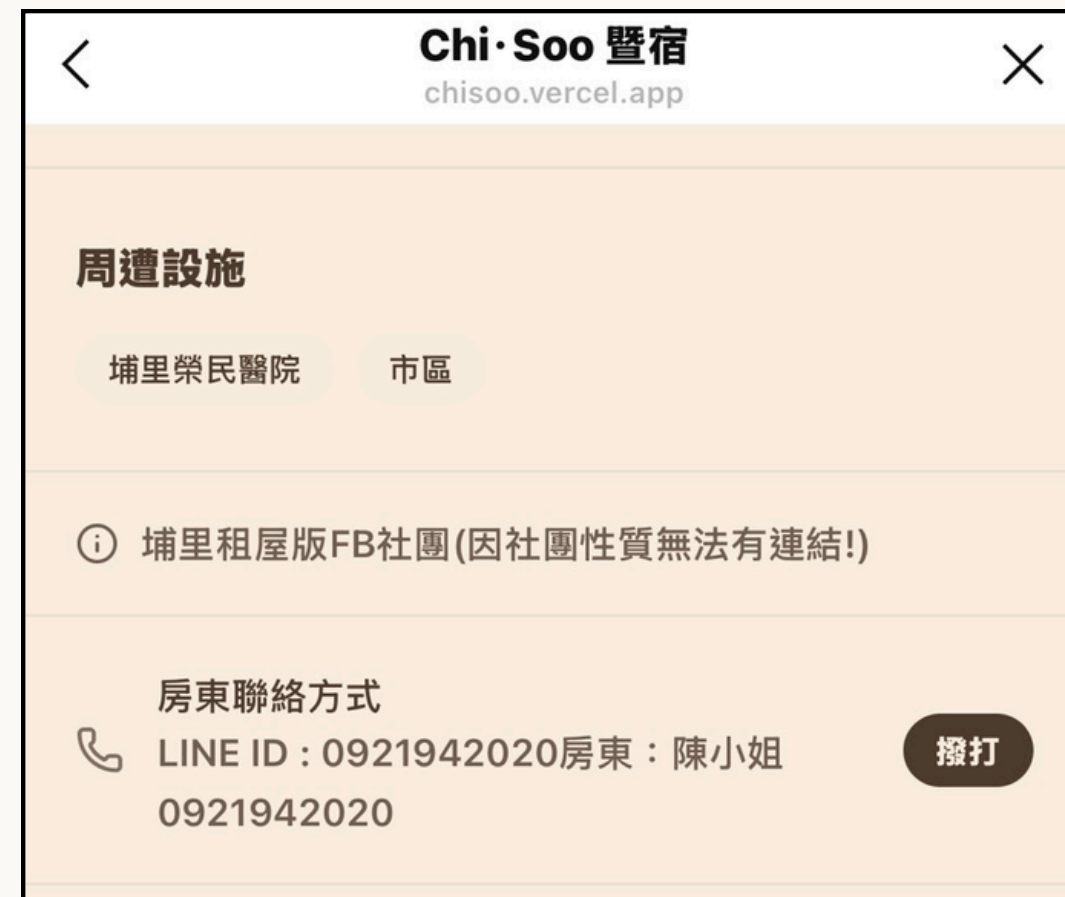 Chi·Soo 暨宿
chisoo.vercel.app
周遭設施
埔里榮民醫院 市區
埔里租屋版FB社團(因社團性質無法有連結!)
房東聯絡方式
LINE ID : 0921942020房東：陳小姐
0921942020
撥打